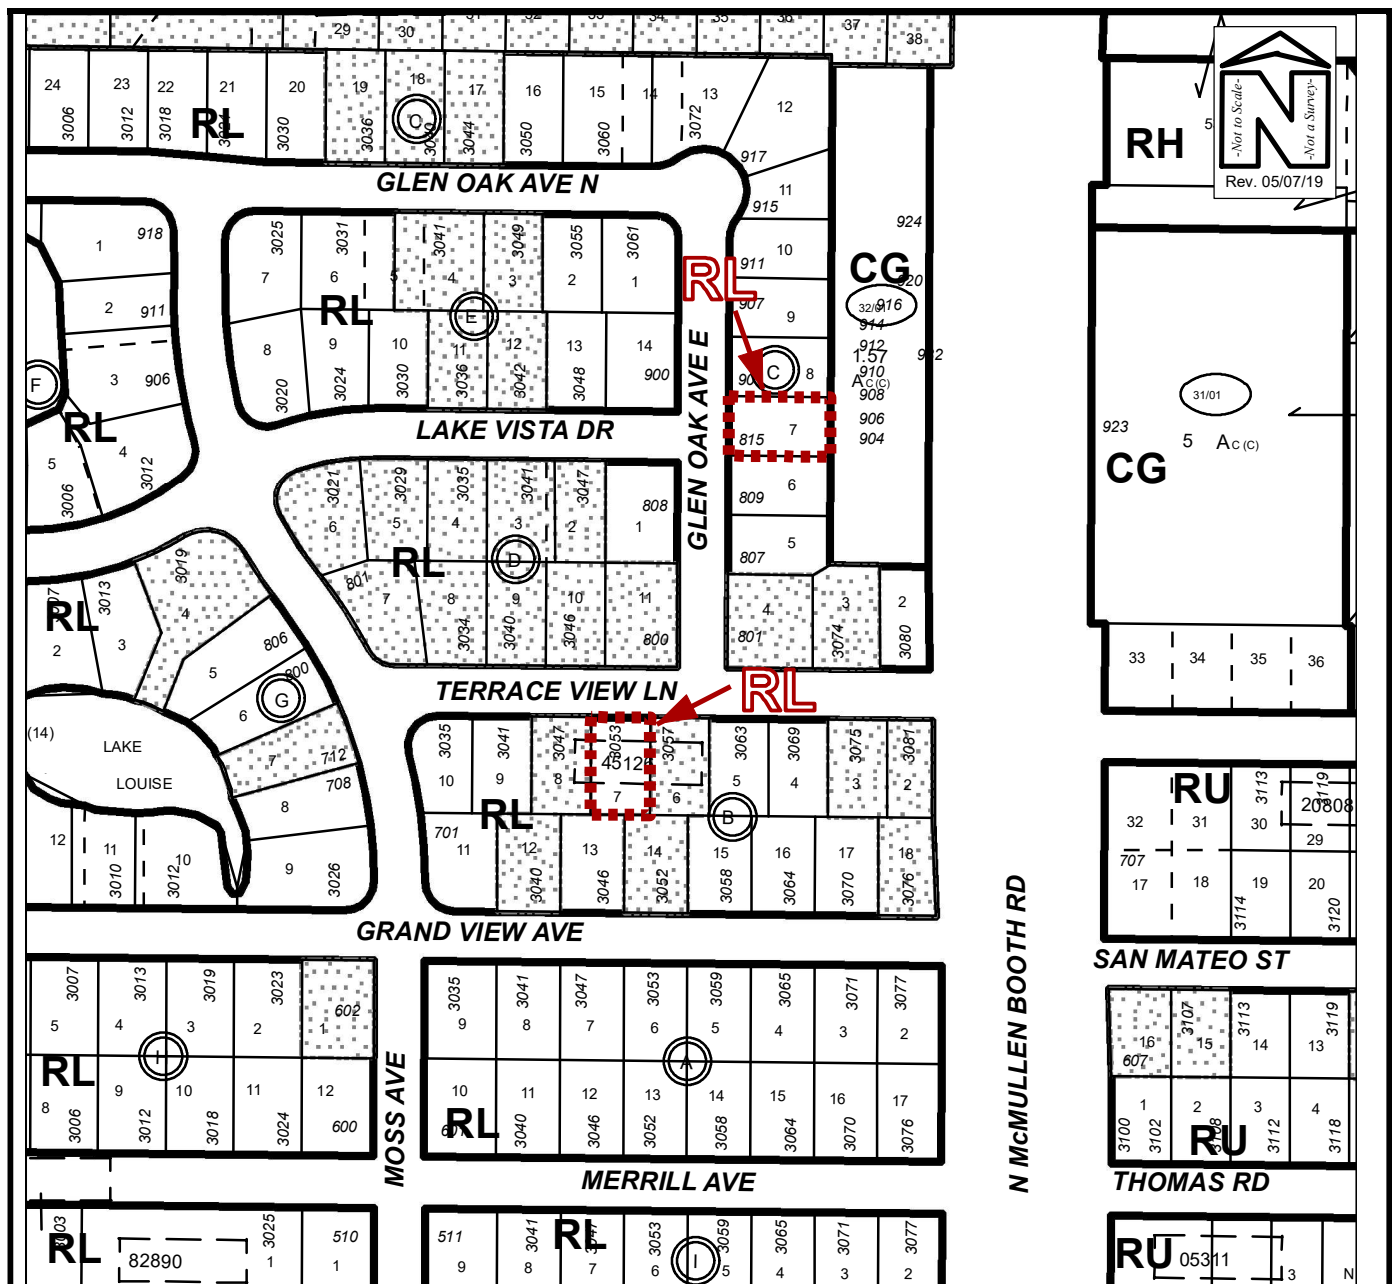 29 30 31 32 33 34 35 36 37 38
24 23 22 21 20 19 18 17 16 15 14 13 12
3006 3012 3018 3030 3036 3044 3050 3060 3072 917
RL
C
RH
5
-Not to Scale-
N
-Not a Survey-
Rev. 05/07/19
GLEN OAK AVE N
11
915
10
911
907
9
8
C
7
815
6
809
5
807
924
CG
920
32/01
916
914
912
1.57
932
910
A C (C)
908
906
904
RL
GLEN OAK AVE E
918
1
2
911
3
906
F
RL
4
3012
5
3006
3025 3031 3041 3049 3055 3061
7 6 5 4 3 2 1
RL
E
8 9 10 11 12 13 14
3020 3024 3030 3036 3042 3048 900
LAKE VISTA DR
31/01
923
5 A C (C)
CG
3021 3029 3035 3041 3047 808
6 5 4 3 2 1
RL
D
801
7 8 9 10 11
3034 3040 3046 800
4 3 2
801 3074 3080
TERRACE VIEW LN
RL
33 34 35 36
3019
3013
4
RL
2 3
5
806
800
6
G
7
712
708
8
9
3026
(14)
LAKE
LOUISE
12 11 10
3010 3012
3035 3041 3047 3053 3057 3063 3069 3075 3081
45126
10 9 8 7 6 5 4 3 2
RL
B
701
11 12 13 14 15 16 17 18
3040 3046 3052 3058 3064 3070 3076
RU
3113 3119
20808
32 31 30 29
707
17 18 19 20
3114 3120
GRAND VIEW AVE
SAN MATEO ST
N McMULLEN BOOTH RD
MOSS AVE
3007 3013 3019 3023 602
5 4 3 2 1
I
RL
8 9 10 11 12
3006 3012 3018 3024 600
3035 3041 3047 3053 3059 3065 3071 3077
9 8 7 6 5 4 3 2
A
10 11 12 13 14 15 16 17
RL
3040 3046 3052 3058 3064 3070 3076
3107 3113 3119
16 15 14 13
607
1 2 3 4
3100 3102 3108 3112 3118
RU
MERRILL AVE
THOMAS RD
RL
82890
3025
1
510
1
511
3041 3047 3053 3059 3065 3071 3077
RL
I
9 8 7 6 5 4 3 2
RU
05311
3
N